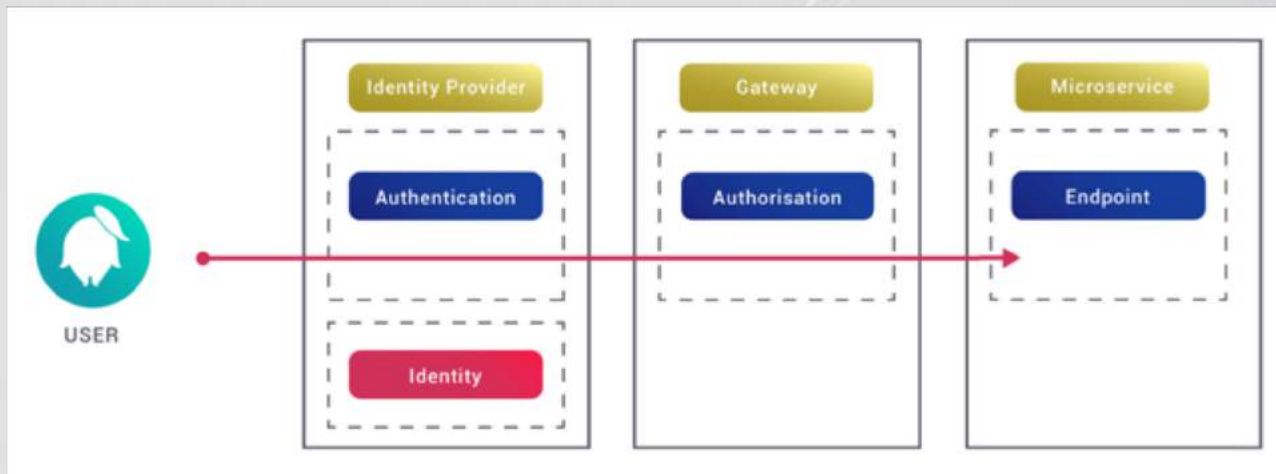 Identity Provider
Gateway
Microservice
Authentication
Authorisation
Endpoint
USER
Identity